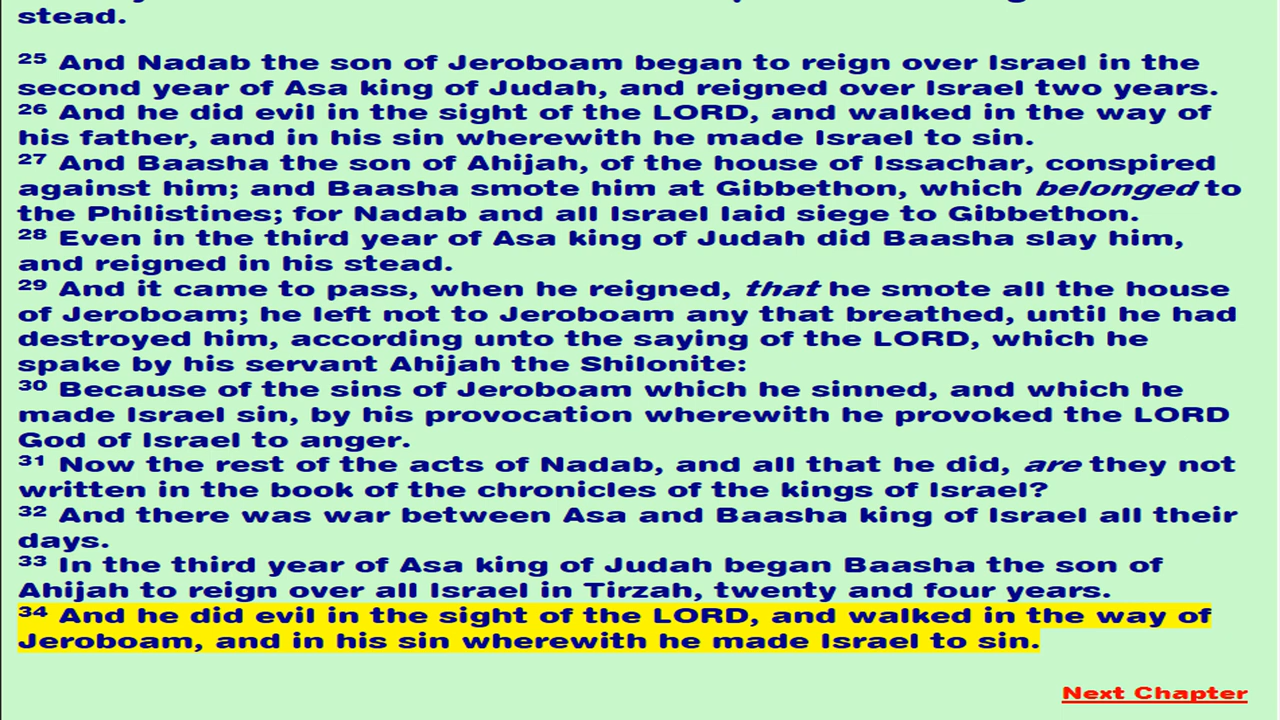 stead.
25 And Nadab the son of Jeroboam began to reign over Israel in the
second year of Asa king of Judah, and reigned over Israel two years.
26 And he did evil in the sight of the LORD, and walked in the way of
his father, and in his sin wherewith he made Israel to sin.
27 And Baasha the son of Ahijah, of the house of Issachar, conspired
against him; and Baasha smote him at Gibbethon, which belonged to
the Philistines; for Nadab and all Israel laid siege to Gibbethon.
28 Even in the third year of Asa king of Judah did Baasha slay him,
and reigned in his stead.
29 And it came to pass, when he reigned, that he smote all the house
of Jeroboam; he left not to Jeroboam any that breathed, until he had
destroyed him, according unto the saying of the LORD, which he
spake by his servant Ahijah the Shilonite:
30 Because of the sins of Jeroboam which he sinned, and which he
made Israel sin, by his provocation wherewith he provoked the LORD
God of Israel to anger.
31 Now the rest of the acts of Nadab, and all that he did, are they not
written in the book of the chronicles of the kings of Israel?
32 And there was war between Asa and Baasha king of Israel all their
days.
33 In the third year of Asa king of Judah began Baasha the son of
Ahijah to reign over all Israel in Tirzah, twenty and four years.
34 And he did evil in the sight of the LORD, and walked in the way of
Jeroboam, and in his sin wherewith he made Israel to sin.
Next Chapter